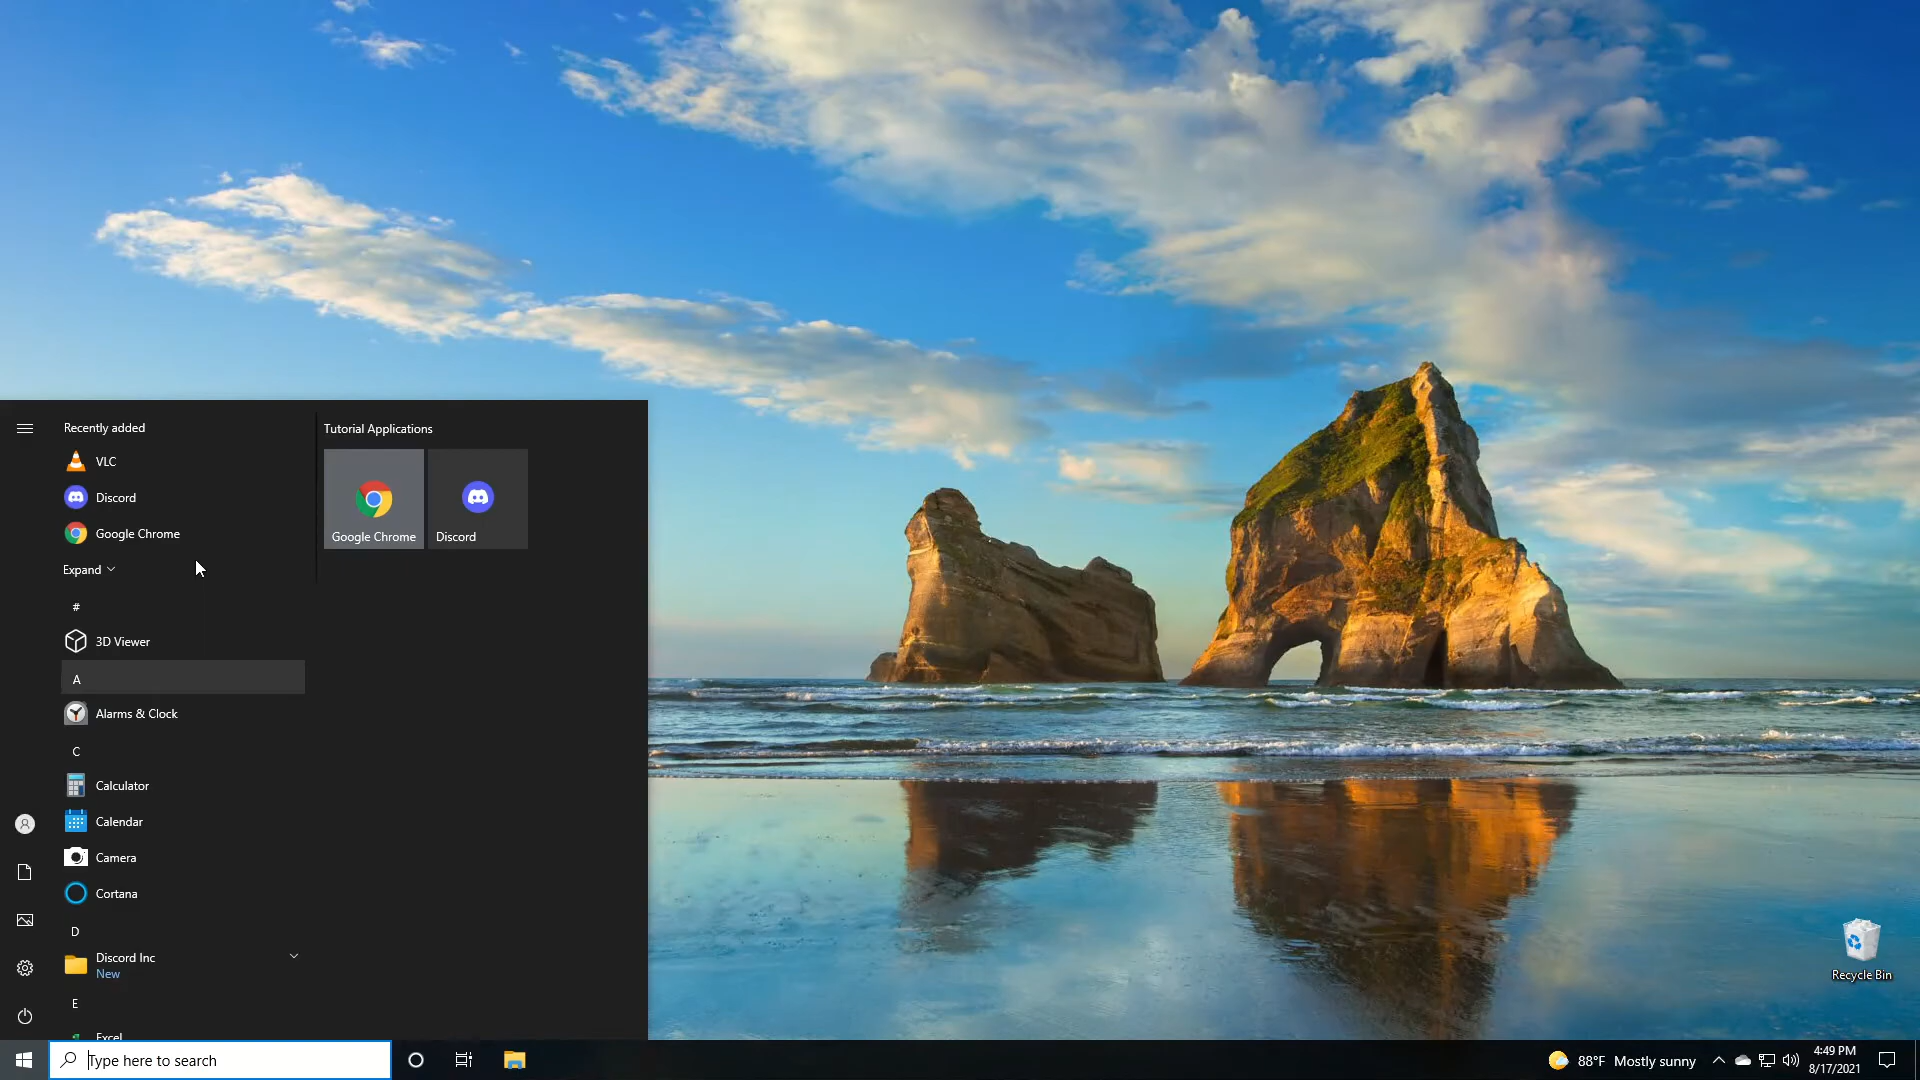 Recently added
VLC
Discord
Google Chrome
Expand
#
3D Viewer
A
Alarms & Clock
C
Calculator
Calendar
Camera
Cortana
D
Discord Inc
New
E
Excel
Tutorial Applications
Google Chrome
Discord
Recycle Bin
Type here to search
88°F Mostly sunny
4:49 PM
8/17/2021